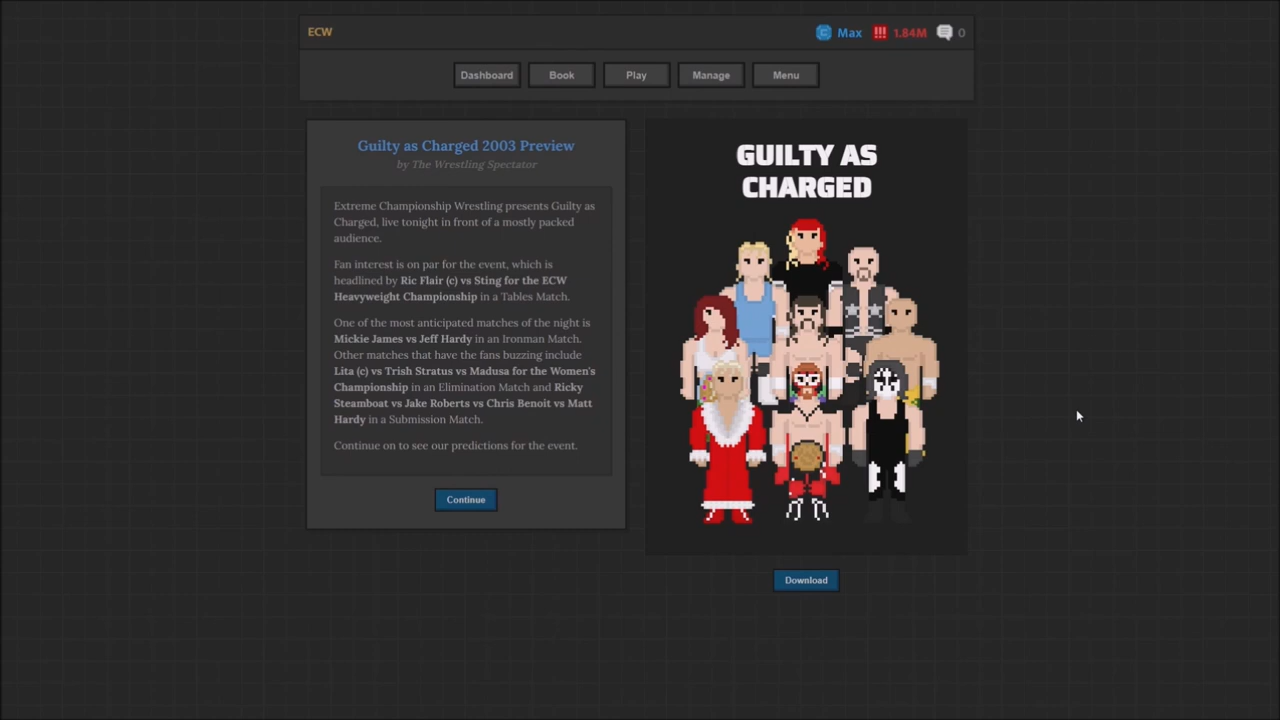 ECW
Max
1.84M
0
Dashboard
Book
Play
Manage
Menu
Guilty as Charged 2003 Preview
by The Wrestling Spectator
Extreme Championship Wrestling presents Guilty as
Charged, live tonight in front of a mostly packed
audience.
Fan interest is on par for the event, which is
headlined by Ric Flair (c) vs Sting for the ECW
Heavyweight Championship in a Tables Match.
One of the most anticipated matches of the night is
Mickie James vs Jeff Hardy in an Ironman Match.
Other matches that have the fans buzzing include
Lita (c) vs Trish Stratus vs Madusa for the Women's
Championship in an Elimination Match and Ricky
Steamboat vs Jake Roberts vs Chris Benoit vs Matt
Hardy in a Submission Match.
Continue on to see our predictions for the event.
Continue
GUILTY AS
CHARGED
Download